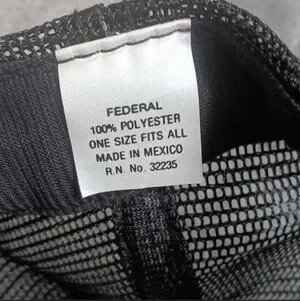 FEDERAL
100% POLYESTER
ONE SIZE FITS ALL
MADE IN MEXICO
R.N. No. 32235